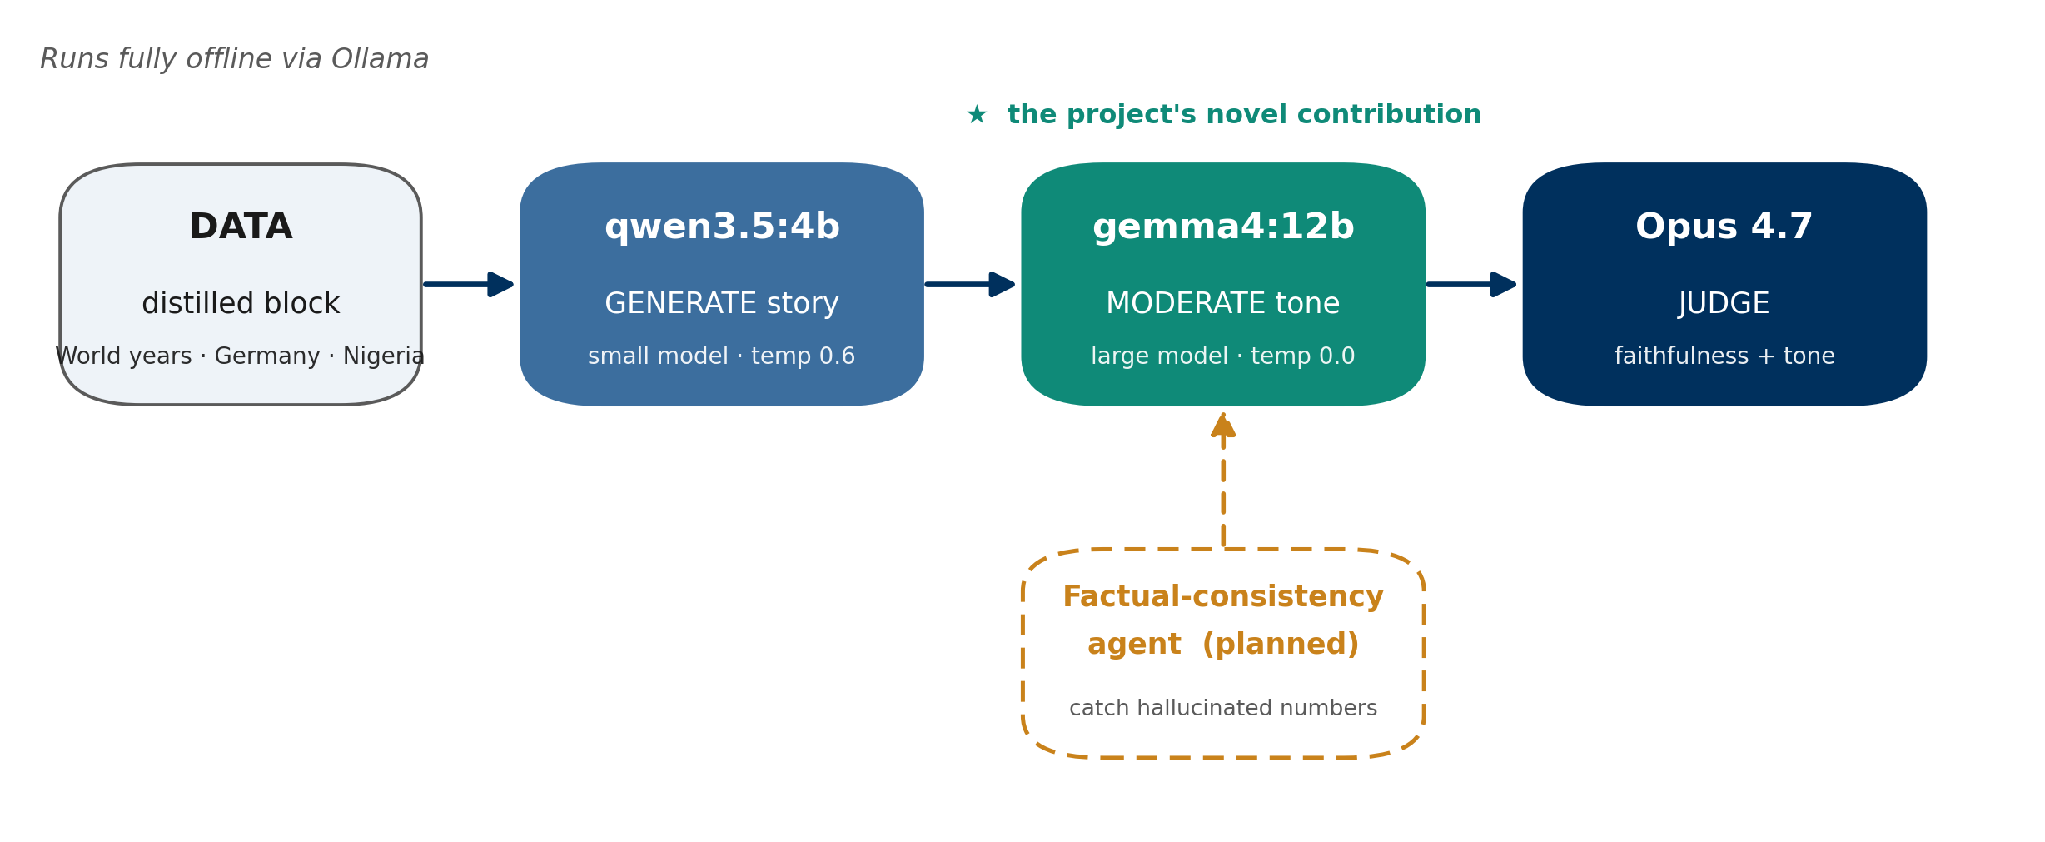 Runs fully offline via Ollama
★ the project's novel contribution
DATA
distilled block
World years · Germany · Nigeria
qwen3.5:4b
GENERATE story
small model · temp 0.6
gemma4:12b
MODERATE tone
large model · temp 0.0
Opus 4.7
JUDGE
faithfulness + tone
Factual-consistency
agent (planned)
catch hallucinated numbers